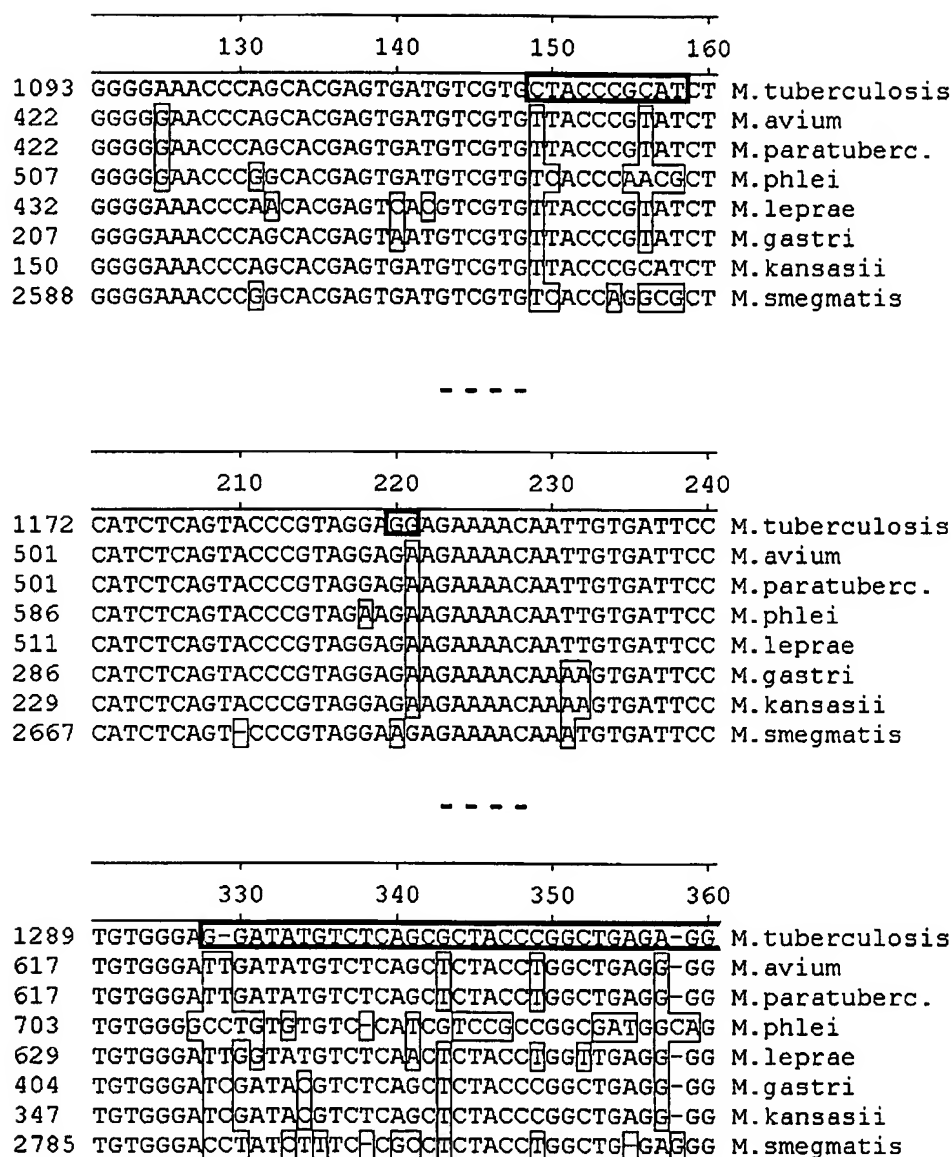 130 140 150 160
1093 GGGGAAACCCAGCACGAGTGATGTCGTGCTACCCGCATCT M.tuberculosis
422 GGGGGAACCCAGCACGAGTGATGTCGTGTTACCCGTATCT M.avium
422 GGGGGAACCCAGCACGAGTGATGTCGTGTTACCCGTATCT M.paratuberc.
507 GGGGGAACCCGGCACGAGTGATGTCGTGTCACCCAACGCT M.phlei
432 GGGGAAACCCAACACGAGTCACGTCGTGTTACCCGTATCT M.leprae
207 GGGGAAACCCAGCACGAGTAATGTCGTGTTACCCGTATCT M.gastri
150 GGGGAAACCCAGCACGAGTGATGTCGTGTTACCCGCATCT M.kansasii
2588 GGGGAAACCCGGCACGAGTGATGTCGTGTCACCAGGCGCT M.smegmatis
- - - -
210 220 230 240
1172 CATCTCAGTACCCGTAGGAGGAGAAAACAATTGTGATTCC M.tuberculosis
501 CATCTCAGTACCCGTAGGAGAAGAAAACAATTGTGATTCC M.avium
501 CATCTCAGTACCCGTAGGAGAAGAAAACAATTGTGATTCC M.paratuberc.
586 CATCTCAGTACCCGTAGAAGAAGAAAACAATTGTGATTCC M.phlei
511 CATCTCAGTACCCGTAGGAGAAGAAAACAATTGTGATTCC M.leprae
286 CATCTCAGTACCCGTAGGAGAAGAAAACAAAAGTGATTCC M.gastri
229 CATCTCAGTACCCGTAGGAGAAGAAAACAAAAGTGATTCC M.kansasii
2667 CATCTCAGT-CCCGTAGGAAGAGAAAACAAATGTGATTCC M.smegmatis
- - - -
330 340 350 360
1289 TGTGGGAG-GATATGTCTCAGCGCTACCCGGCTGAGA-GG M.tuberculosis
617 TGTGGGATTGATATGTCTCAGCTCTACCTGGCTGAGG-GG M.avium
617 TGTGGGATTGATATGTCTCAGCTCTACCTGGCTGAGG-GG M.paratuberc.
703 TGTGGGGCCTGTGTGTC-CATCGTCCGCCGGCGATGGCAG M.phlei
629 TGTGGGATTGGTATGTCTCAACTCTACCTGGTTGAGG-GG M.leprae
404 TGTGGGATCGATACGTCTCAGCTCTACCCGGCTGAGG-GG M.gastri
347 TGTGGGATCGATACGTCTCAGCTCTACCCGGCTGAGG-GG M.kansasii
2785 TGTGGGACCTATCTTTC-CGCCTCTACCTGGCTG-GAGGG M.smegmatis